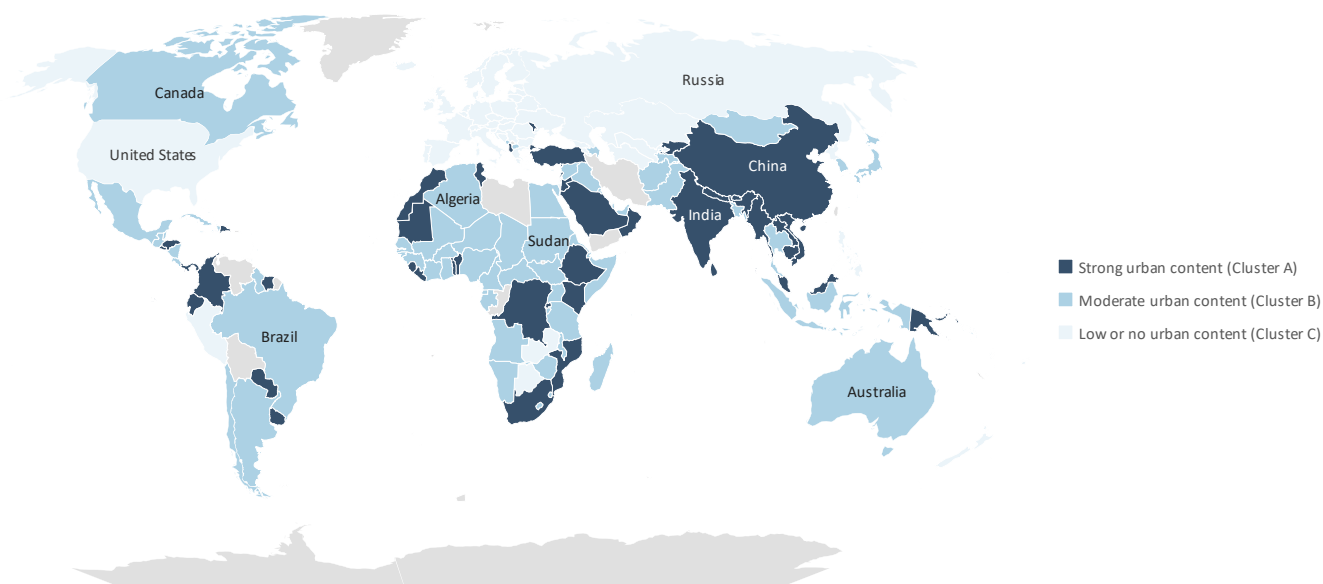 Canada
Russia
United States
China
Algeria
India
Sudan
Brazil
Australia
Strong urban content (Cluster A)
Moderate urban content (Cluster B)
Low or no urban content (Cluster C)